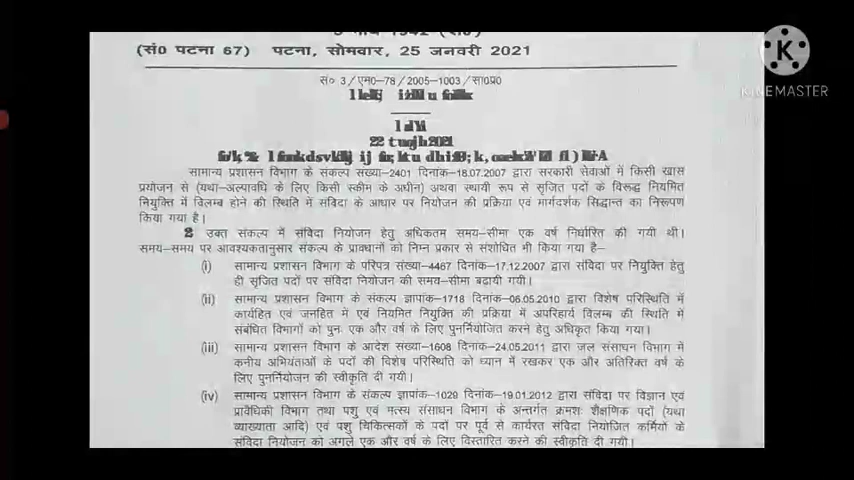 (सं0 पटना 67) पटना, सोमवार, 25 जनवरी 2021
K
KINEMASTER
सं० 3/एम0-78/2005-1003/सा0प्र0
सामान्य प्रशासन विभाग के संकल्प संख्या-2401 दिनांक-18.07.2007 द्वारा सरकारी सेवाओं में किसी खास
प्रयोजन से (यथा-अल्पावधि के लिए किसी स्कीम के अधीन) अथवा स्थायी रूप से सृजित पदों के विरूद्ध नियमित
नियुक्ति में विलम्ब होने की स्थिति में संविदा के आधार पर नियोजन की प्रक्रिया एवं मार्गदर्शक सिद्धान्त का निरूपण
किया गया है।
2 उक्त संकल्प में संविदा नियोजन हेतु अधिकतम समय-सीमा एक वर्ष निर्धारित की गयी थी।
समय-समय पर आवश्यकतानुसार संकल्प के प्रावधानों को निम्न प्रकार से संशोधित भी किया गया है-
(i) सामान्य प्रशासन विभाग के परिपत्र संख्या-4467 दिनांक-17.12.2007 द्वारा संविदा पर नियुक्ति हेतु
ही सृजित पदों पर संविदा नियोजन की समय-सीमा बढ़ायी गयी।
(ii) सामान्य प्रशासन विभाग के संकल्प ज्ञापांक-1718 दिनांक-06.05.2010 द्वारा विशेष परिस्थिति में
कार्यहित एवं जनहित मे एवं नियमित नियुक्ति की प्रक्रिया में अपरिहार्य विलम्ब की स्थिति में
संबंधित विभागों को पुनः एक और वर्ष के लिए पुनर्नियोजित करने हेतु अधिकृत किया गया।
(iii) सामान्य प्रशासन विभाग के आदेश संख्या-1608 दिनांक-24.05.2011 द्वारा जल संसाधन विभाग में
कनीय अभियंताओं के पदों की विशेष परिस्थिति को ध्यान में रखकर एक और अतिरिक्त वर्ष के
लिए पुनर्नियोजन की स्वीकृति दी गयी।
(iv) सामान्य प्रशासन विभाग के संकल्प ज्ञापांक-1029 दिनांक-19.01.2012 द्वारा संविदा पर विज्ञान एवं
प्रावैधिकी विभाग तथा पशु एवं मत्स्य संसाधन विभाग के अन्तर्गत क्रमशः शैक्षणिक पदों (यथा
व्याख्याता आदि) एवं पशु चिकित्सकों के पदों पर पूर्व से कार्यरत संविदा नियोजित कर्मियों के
संविदा नियोजन को अगले एक और वर्ष के लिए विस्तारित करने की स्वीकृति दी गयी।